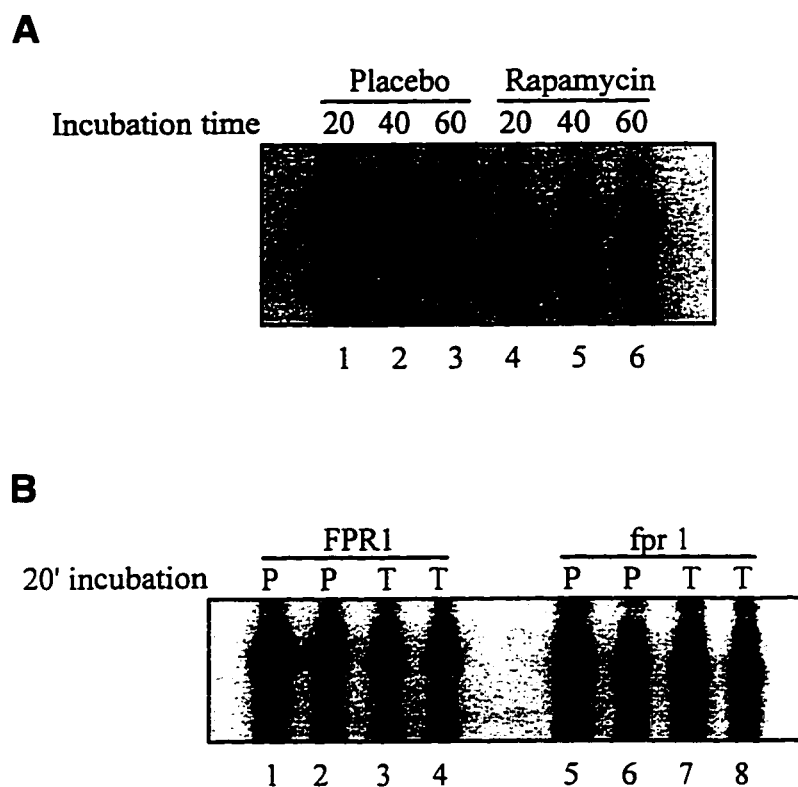 A
Placebo Rapamycin
Incubation time 20 40 60 20 40 60
1 2 3 4 5 6
B
FPR1 fpr 1
20' incubation P P T T P P T T
1 2 3 4 5 6 7 8